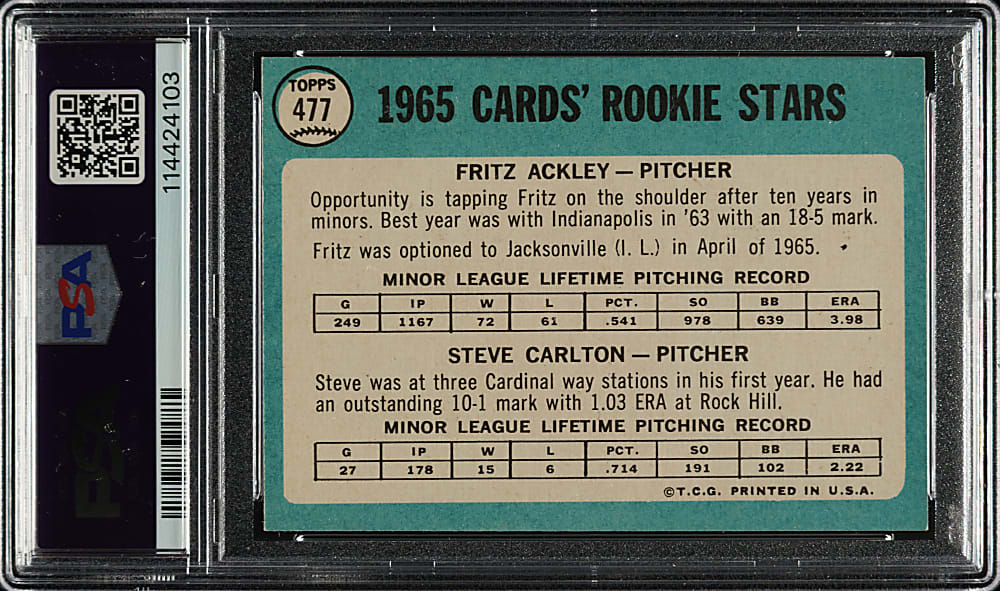 114424103
PSA
PSA
TOPPS
477
1965 CARDS' ROOKIE STARS
FRITZ ACKLEY — PITCHER
Opportunity is tapping Fritz on the shoulder after ten years in
minors. Best year was with Indianapolis in '63 with an 18-5 mark.
Fritz was optioned to Jacksonville (I. L.) in April of 1965.
MINOR LEAGUE LIFETIME PITCHING RECORD
G IP W L PCT. SO BB ERA
249 1167 72 61 .541 978 639 3.98
STEVE CARLTON — PITCHER
Steve was at three Cardinal way stations in his first year. He had
an outstanding 10-1 mark with 1.03 ERA at Rock Hill.
MINOR LEAGUE LIFETIME PITCHING RECORD
G IP W L PCT. SO BB ERA
27 178 15 6 .714 191 102 2.22
©T.C.G. PRINTED IN U.S.A.